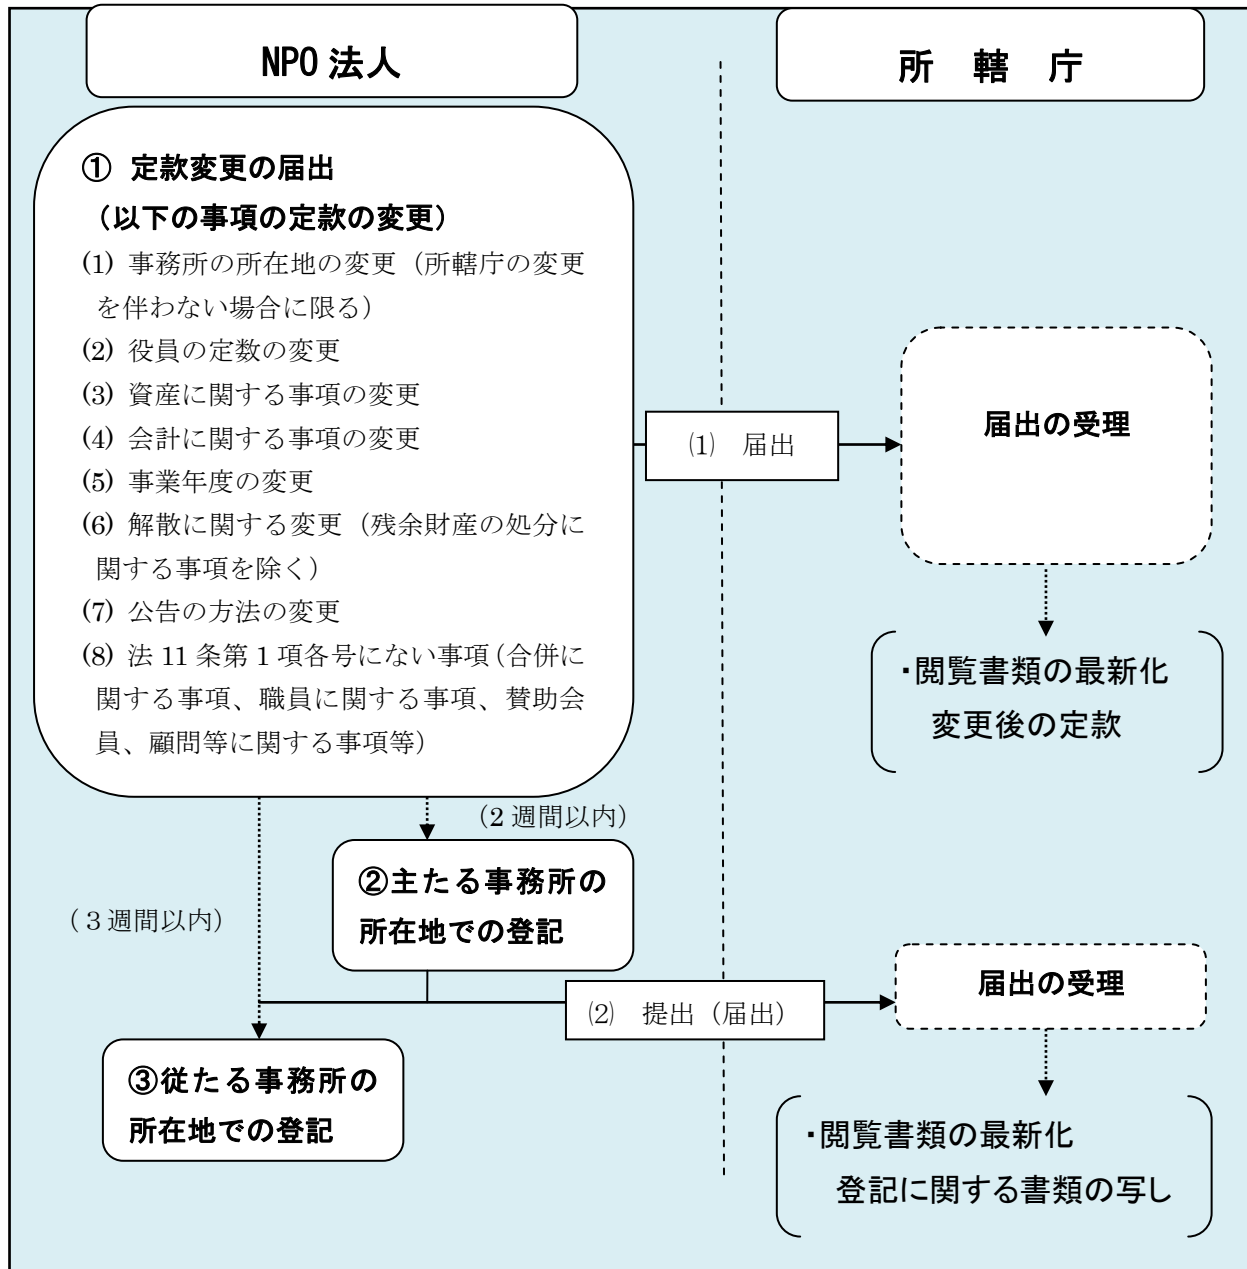 NPO 法人
所 轄 庁
① 定款変更の届出
（以下の事項の定款の変更）
(1) 事務所の所在地の変更（所轄庁の変更
を伴わない場合に限る）
(2) 役員の定数の変更
(3) 資産に関する事項の変更
(4) 会計に関する事項の変更
(5) 事業年度の変更
(6) 解散に関する変更（残余財産の処分に
関する事項を除く）
(7) 公告の方法の変更
(8) 法 11 条第 1 項各号にない事項（合併に
関する事項、職員に関する事項、賛助会
員、顧問等に関する事項等）
⑴ 届出
届出の受理
・閲覧書類の最新化
変更後の定款
（2 週間以内）
②主たる事務所の
所在地での登記
（３週間以内）
⑵ 提出（届出）
届出の受理
③従たる事務所の
所在地での登記
・閲覧書類の最新化
登記に関する書類の写し